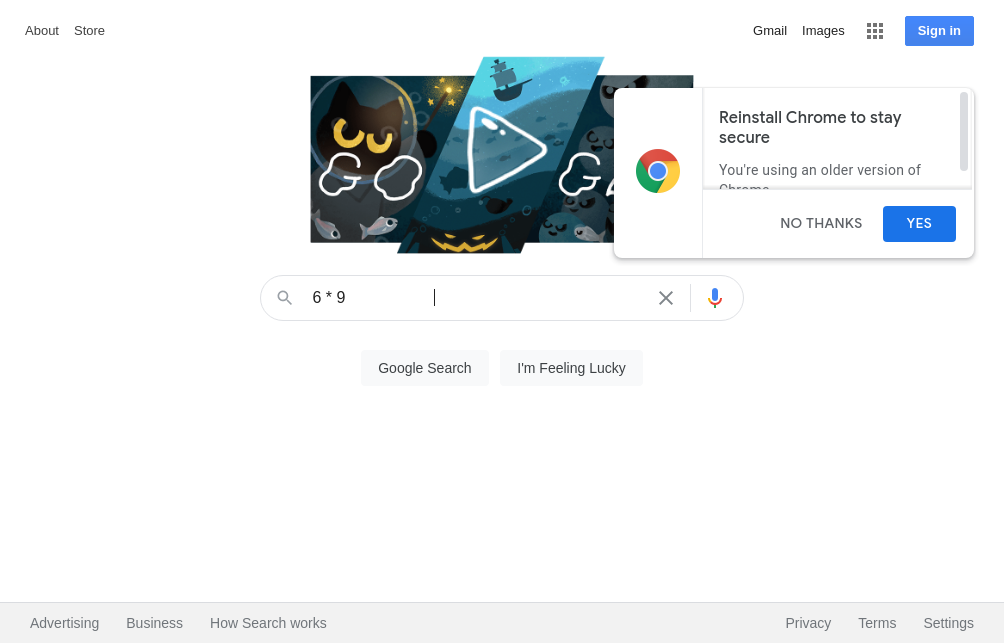 About Store Gmail Images Sign in
Reinstall Chrome to stay
secure
You're using an older version of
NO THANKS YES
6 * 9
Google Search I'm Feeling Lucky
Advertising Business How Search works Privacy Terms Settings